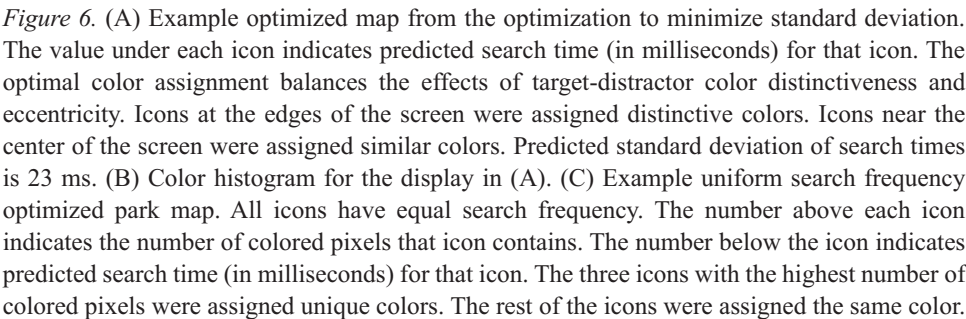 Figure 6. (A) Example optimized map from the optimization to minimize standard deviation.
The value under each icon indicates predicted search time (in milliseconds) for that icon. The
optimal color assignment balances the effects of target-distractor color distinctiveness and
eccentricity. Icons at the edges of the screen were assigned distinctive colors. Icons near the
center of the screen were assigned similar colors. Predicted standard deviation of search times
is 23 ms. (B) Color histogram for the display in (A). (C) Example uniform search frequency
optimized park map. All icons have equal search frequency. The number above each icon
indicates the number of colored pixels that icon contains. The number below the icon indicates
predicted search time (in milliseconds) for that icon. The three icons with the highest number of
colored pixels were assigned unique colors. The rest of the icons were assigned the same color.